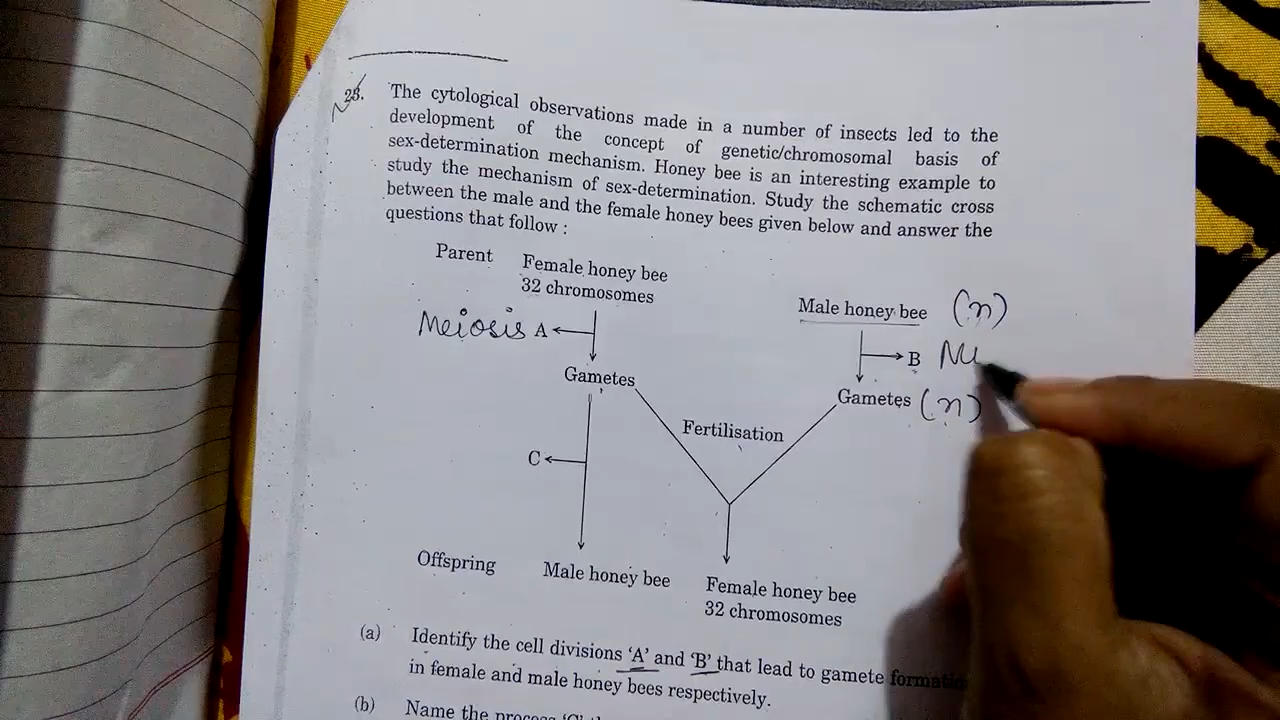 28. The cytological observations made in a number of insects led to the
development of the concept of genetic/chromosomal basis of
sex-determination mechanism. Honey bee is an interesting example to
study the mechanism of sex-determination. Study the schematic cross
between the male and the female honey bees given below and answer the
questions that follow :
Parent Female honey bee
32 chromosomes
Male honey bee (n)
Meiosis A
B
Gametes
Gametes (n)
Fertilisation
C
Offspring Male honey bee Female honey bee
32 chromosomes
(a) Identify the cell divisions 'A' and 'B' that lead to gamete
in female and male honey bees respectively.
(b) Name the process 'C'